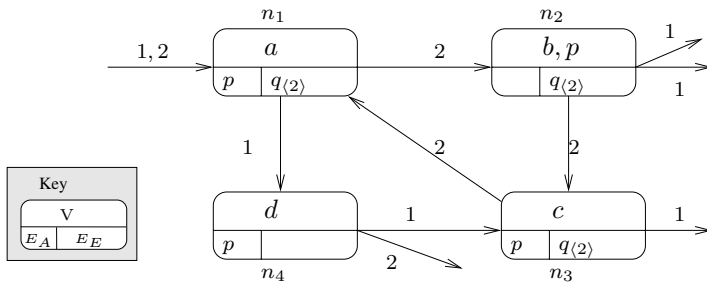 n₁ n₂
1, 2 a 2 b, p 1
p q⟨2⟩ q⟨2⟩ 1
1 2 2
Key
V
E_A E_E
d 1 c 1
p p q⟨2⟩
2
n₄ n₃